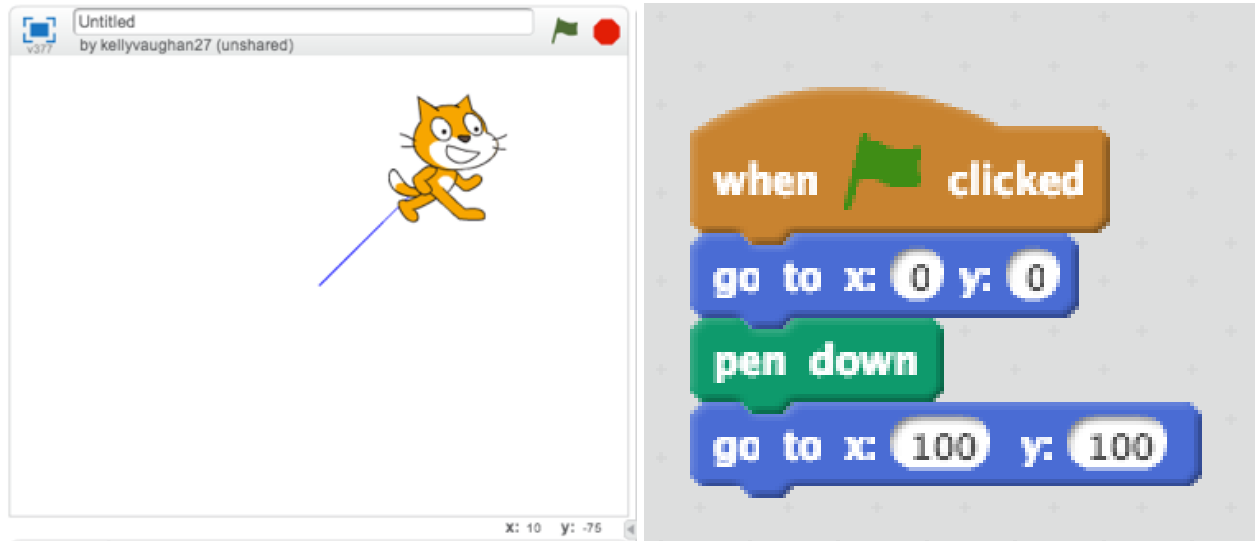 Untitled
v377
by kellyvaughan27 (unshared)
x: 10 y: -75
when clicked
go to x: 0 y: 0
pen down
go to x: 100 y: 100